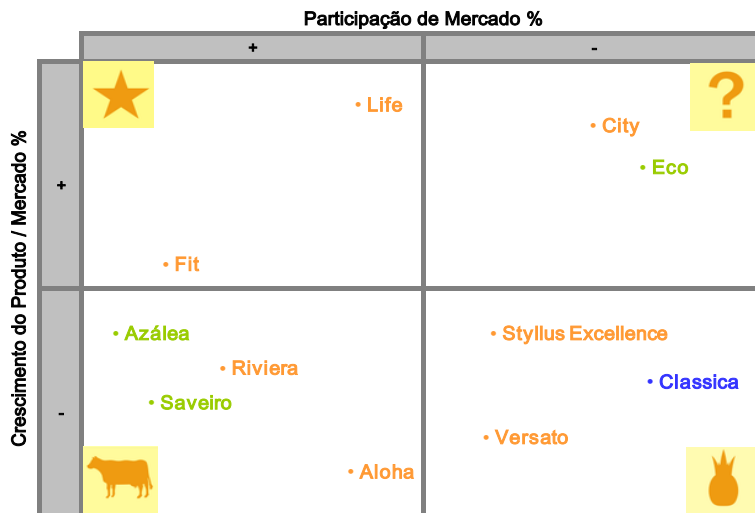 Participação de Mercado %
+ -
Crescimento do Produto / Mercado %
+
-
?
Life
City
Eco
Fit
Azálea
Styllus Excellence
Riviera
Classica
Saveiro
Versato
Aloha